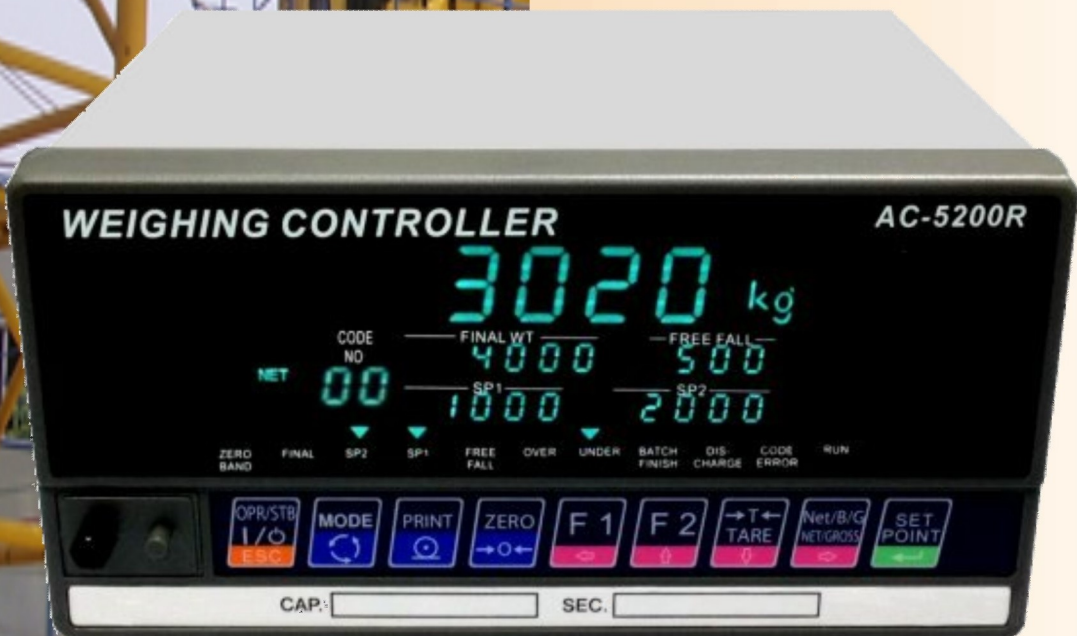 WEIGHING CONTROLLER AC-5200R
3020 kg
CODE NO
FINAL WT
FREE FALL
4000
500
NET
00
SP1
SP2
1000
2000
ZERO BAND
FINAL
SP2
SP1
FREE FALL
OVER
UNDER
BATCH FINISH
DIS-CHARGE
CODE ERROR
RUN
OPR/STB
I/⏻
ESC
MODE
PRINT
ZERO
→O←
F 1
⇦
F 2
⇧
→T←
TARE
⇩
Net/B/G
NET/GROSS
⇨
SET
POINT
CAP.
SEC.